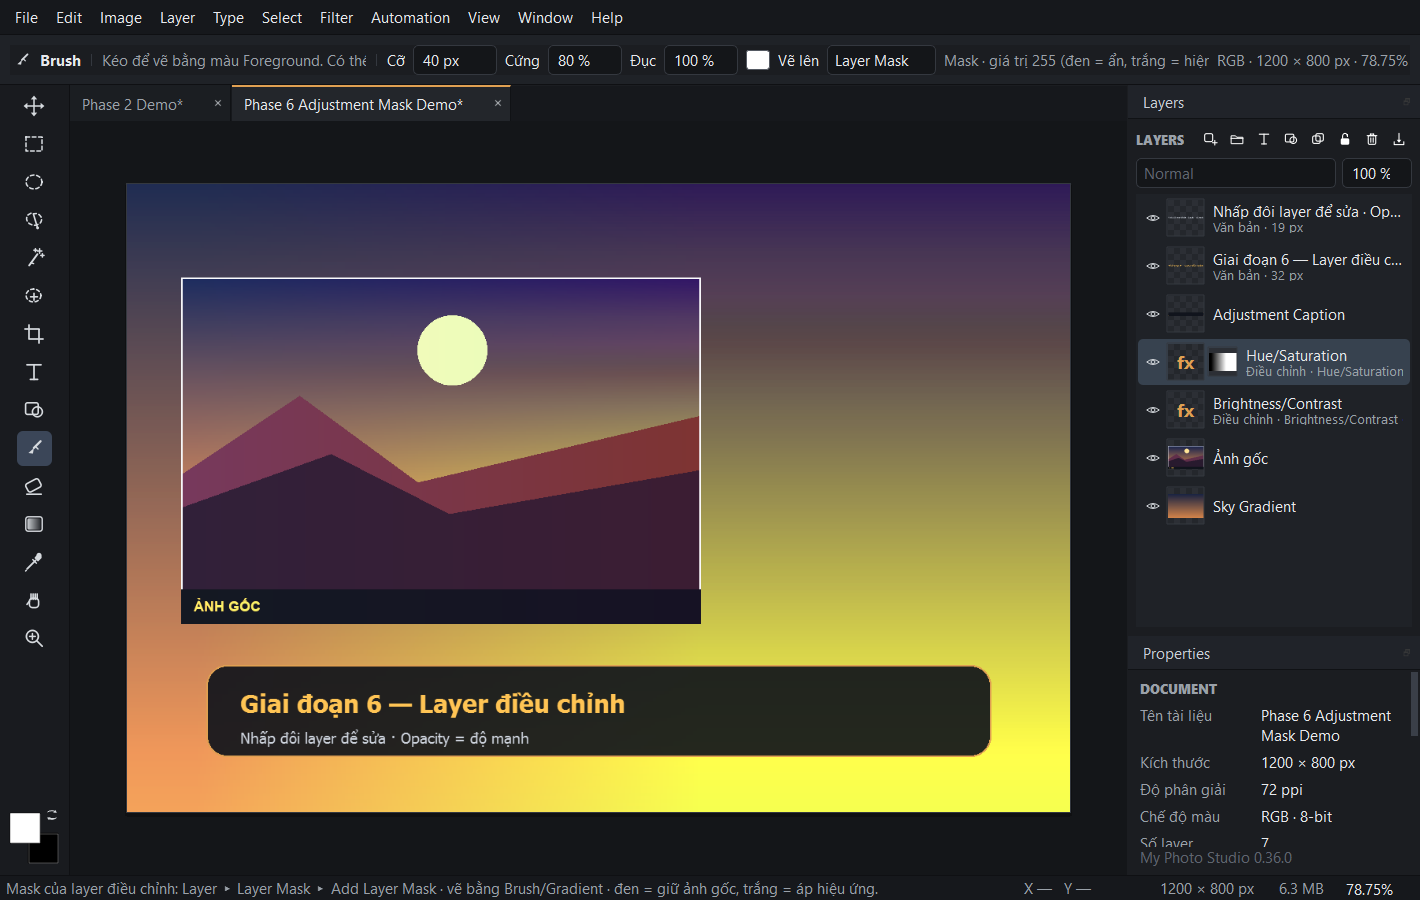 File Edit Image Layer Type Select Filter Automation View Window Help
Brush Kéo để vẽ bằng màu Foreground. Có thể Cỡ 40 px Cứng 80 % Đục 100 % Vẽ lên Layer Mask Mask · giá trị 255 (đen = ẩn, trắng = hiện RGB · 1200 × 800 px · 78.75%
Phase 2 Demo* × Phase 6 Adjustment Mask Demo* ×
Layers
LAYERS
Normal 100 %
Nhấp đôi layer để sửa · Op...
Văn bản · 19 px
Giai đoạn 6 — Layer điều c...
Văn bản · 32 px
Adjustment Caption
fx Hue/Saturation
Điều chỉnh · Hue/Saturation
fx Brightness/Contrast
Điều chỉnh · Brightness/Contrast
Ảnh gốc
Sky Gradient
ẢNH GỐC
Giai đoạn 6 — Layer điều chỉnh
Nhấp đôi layer để sửa · Opacity = độ mạnh
Properties
DOCUMENT
Tên tài liệu Phase 6 Adjustment
Mask Demo
Kích thước 1200 × 800 px
Độ phân giải 72 ppi
Chế độ màu RGB · 8-bit
Số layer 7
My Photo Studio 0.36.0
Mask của layer điều chỉnh: Layer ▸ Layer Mask ▸ Add Layer Mask · vẽ bằng Brush/Gradient · đen = giữ ảnh gốc, trắng = áp hiệu ứng. X — Y — 1200 × 800 px 6.3 MB 78.75%